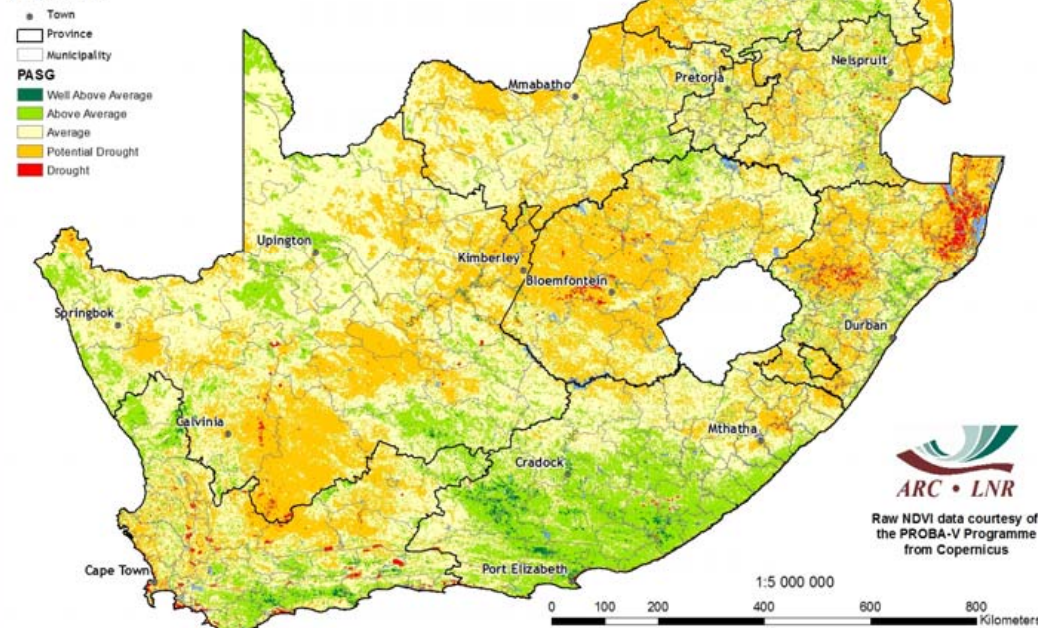 Town
Province
Municipality
PASG
Well Above Average
Above Average
Average
Potential Drought
Drought
Nelspruit
Pretoria
Mmabatho
Upington
Kimberley
Bloemfontein
Springbok
Durban
Calvinia
Mthatha
Cradock
Cape Town
Port Elizabeth
ARC • LNR
Raw NDVI data courtesy of
the PROBA-V Programme
from Copernicus
1:5 000 000
0 100 200 400 600 800
Kilometers